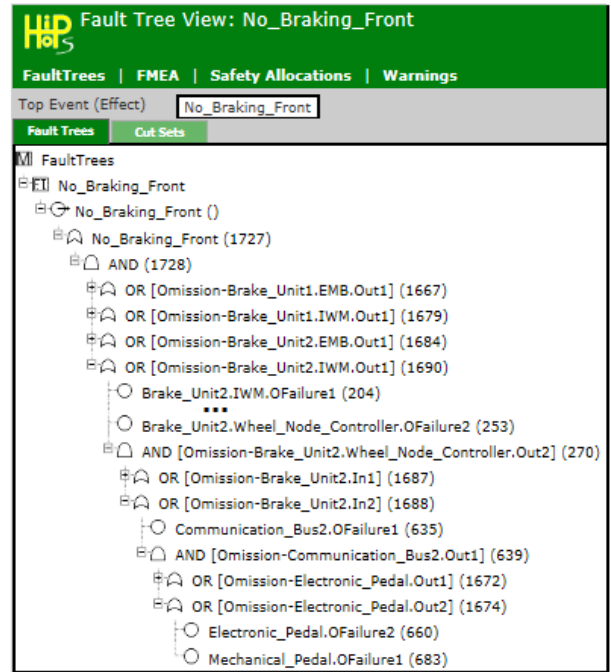 HiP HOPS Fault Tree View: No_Braking_Front
FaultTrees | FMEA | Safety Allocations | Warnings
Top Event (Effect) No_Braking_Front
Fault Trees Cut Sets
FaultTrees
No_Braking_Front
No_Braking_Front ()
No_Braking_Front (1727)
AND (1728)
OR [Omission-Brake_Unit1.EMB.Out1] (1667)
OR [Omission-Brake_Unit1.IWM.Out1] (1679)
OR [Omission-Brake_Unit2.EMB.Out1] (1684)
OR [Omission-Brake_Unit2.IWM.Out1] (1690)
Brake_Unit2.IWM.OFailure1 (204)
...
Brake_Unit2.Wheel_Node_Controller.OFailure2 (253)
AND [Omission-Brake_Unit2.Wheel_Node_Controller.Out2] (270)
OR [Omission-Brake_Unit2.In1] (1687)
OR [Omission-Brake_Unit2.In2] (1688)
Communication_Bus2.OFailure1 (635)
AND [Omission-Communication_Bus2.Out1] (639)
OR [Omission-Electronic_Pedal.Out1] (1672)
OR [Omission-Electronic_Pedal.Out2] (1674)
Electronic_Pedal.OFailure2 (660)
Mechanical_Pedal.OFailure1 (683)